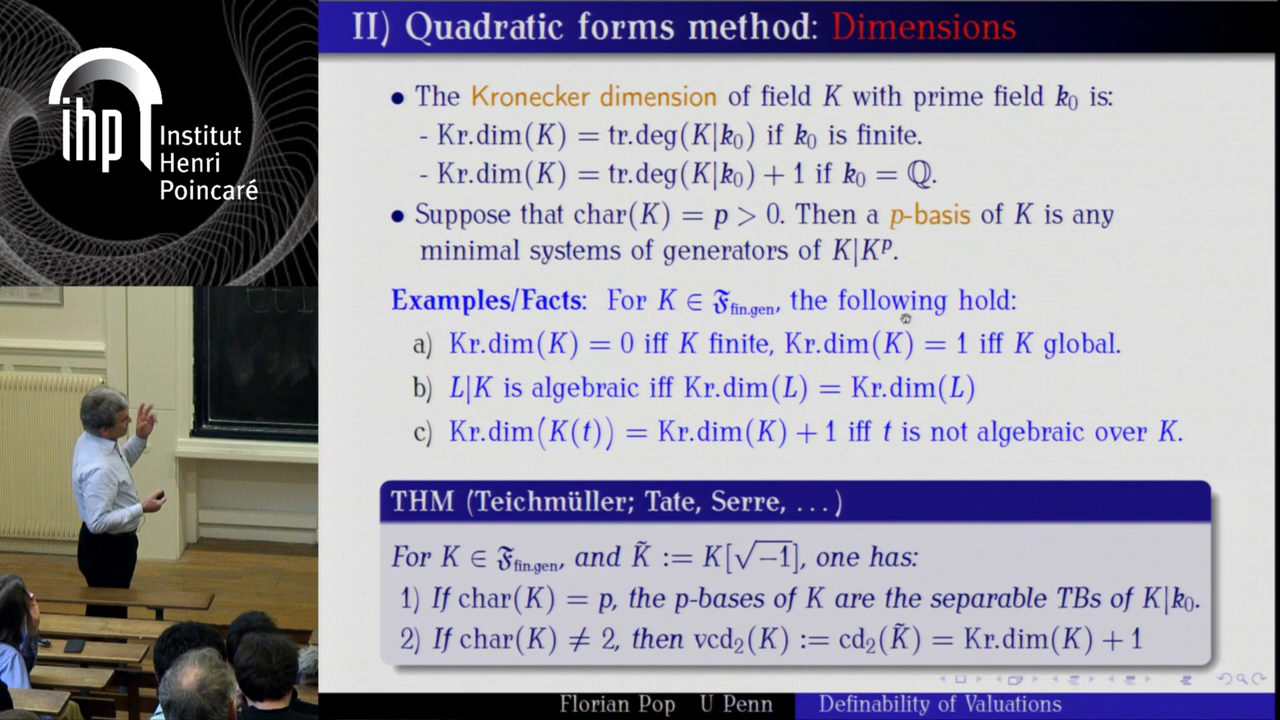 ihp
Institut
Henri
Poincaré
II) Quadratic forms method: Dimensions
• The Kronecker dimension of field K with prime field k₀ is:
- Kr.dim(K) = tr.deg(K|k₀) if k₀ is finite.
- Kr.dim(K) = tr.deg(K|k₀) + 1 if k₀ = ℚ.
• Suppose that char(K) = p > 0. Then a p-basis of K is any
minimal systems of generators of K|Kᵖ.
Examples/Facts: For K ∈ 𝔉fin.gen, the following hold:
a) Kr.dim(K) = 0 iff K finite, Kr.dim(K) = 1 iff K global.
b) L|K is algebraic iff Kr.dim(L) = Kr.dim(L)
c) Kr.dim(K(t)) = Kr.dim(K) + 1 iff t is not algebraic over K.
THM (Teichmüller; Tate, Serre, . . . )
For K ∈ 𝔉fin.gen, and K̃ := K[√−1], one has:
1) If char(K) = p, the p-bases of K are the separable TBs of K|k₀.
2) If char(K) ≠ 2, then vcd₂(K) := cd₂(K̃) = Kr.dim(K) + 1
Florian Pop U Penn Definability of Valuations